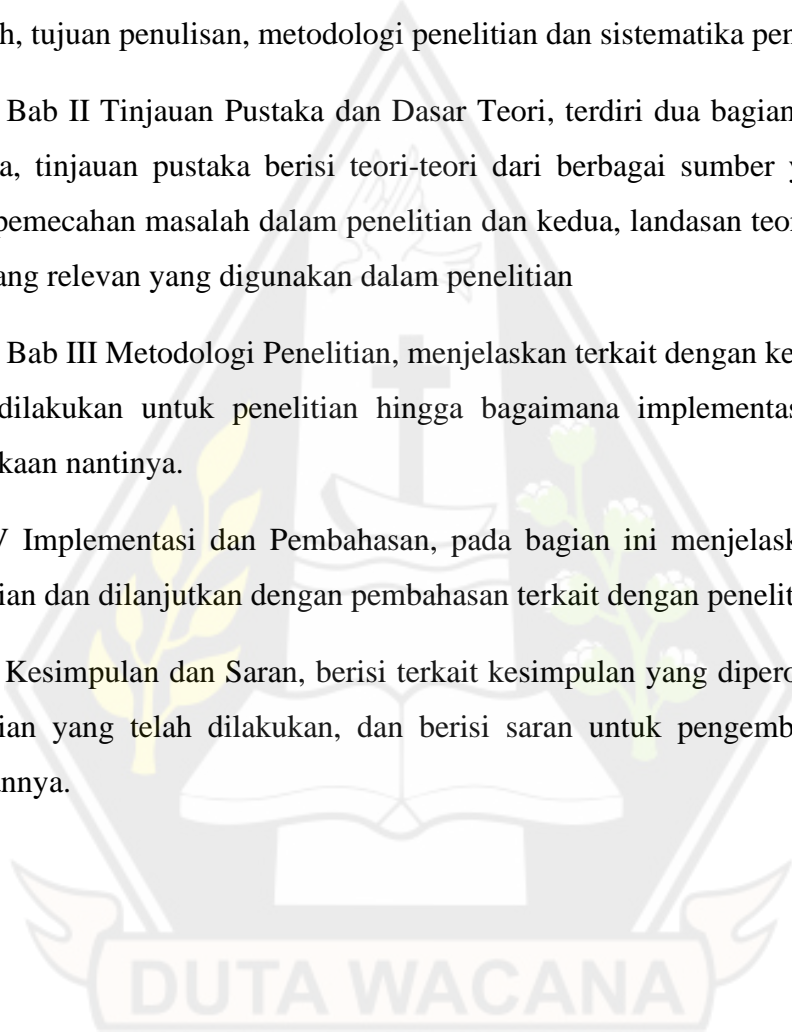 h, tujuan penulisan, metodologi penelitian dan sistematika pen
Bab II Tinjauan Pustaka dan Dasar Teori, terdiri dua bagian
a, tinjauan pustaka berisi teori-teori dari berbagai sumber y
pemecahan masalah dalam penelitian dan kedua, landasan teor
ang relevan yang digunakan dalam penelitian
Bab III Metodologi Penelitian, menjelaskan terkait dengan ke
dilakukan untuk penelitian hingga bagaimana implementas
kaan nantinya.
V Implementasi dan Pembahasan, pada bagian ini menjelask
ian dan dilanjutkan dengan pembahasan terkait dengan penelit
Kesimpulan dan Saran, berisi terkait kesimpulan yang dipero
ian yang telah dilakukan, dan berisi saran untuk pengemb
annya.
DUTA WACANA